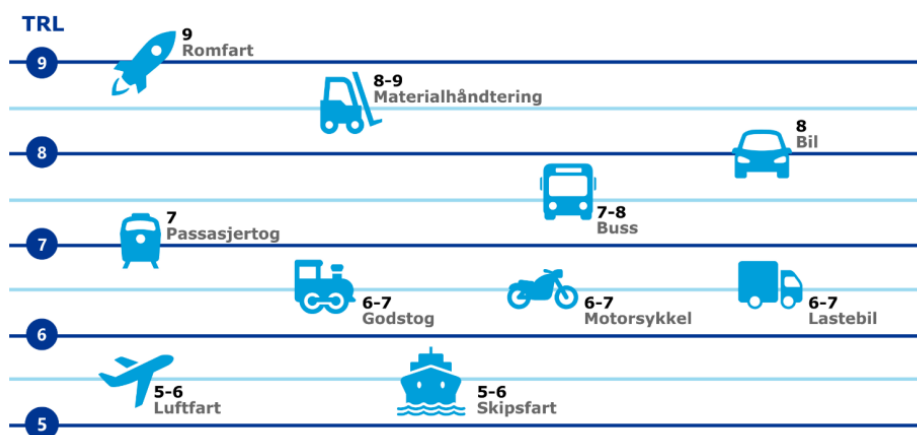 TRL
9
9
Romfart
8-9
Materialhåndtering
8
8
Bil
7-8
Buss
7
7
Passasjertog
6-7
Godstog
6-7
Motorsykkel
6-7
Lastebil
6
5-6
Luftfart
5-6
Skipsfart
5